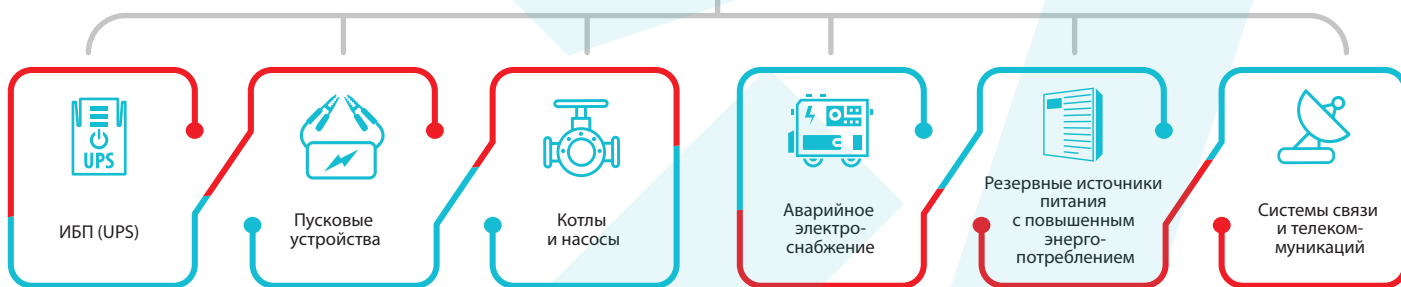 UPS
ИБП (UPS)
Пусковые
устройства
Котлы
и насосы
Аварийное
электро-
снабжение
Резервные источники
питания
с повышенным
энерго-
потреблением
Системы связи
и телеком-
муникаций